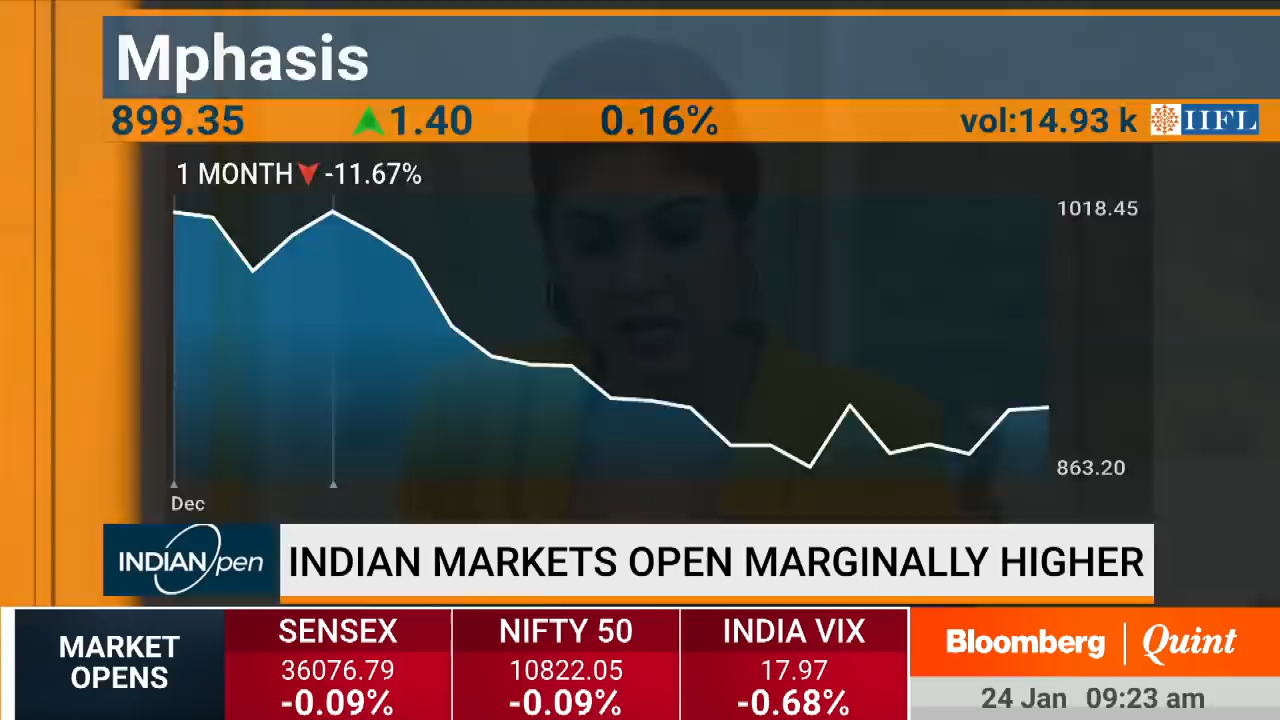 Mphasis
899.35 1.40 0.16% vol:14.93 k IIFL
1 MONTH -11.67%
1018.45
863.20
Dec
INDIAN Open INDIAN MARKETS OPEN MARGINALLY HIGHER
MARKET OPENS
SENSEX
36076.79
-0.09%
NIFTY 50
10822.05
-0.09%
INDIA VIX
17.97
-0.68%
Bloomberg | Quint
24 Jan 09:23 am